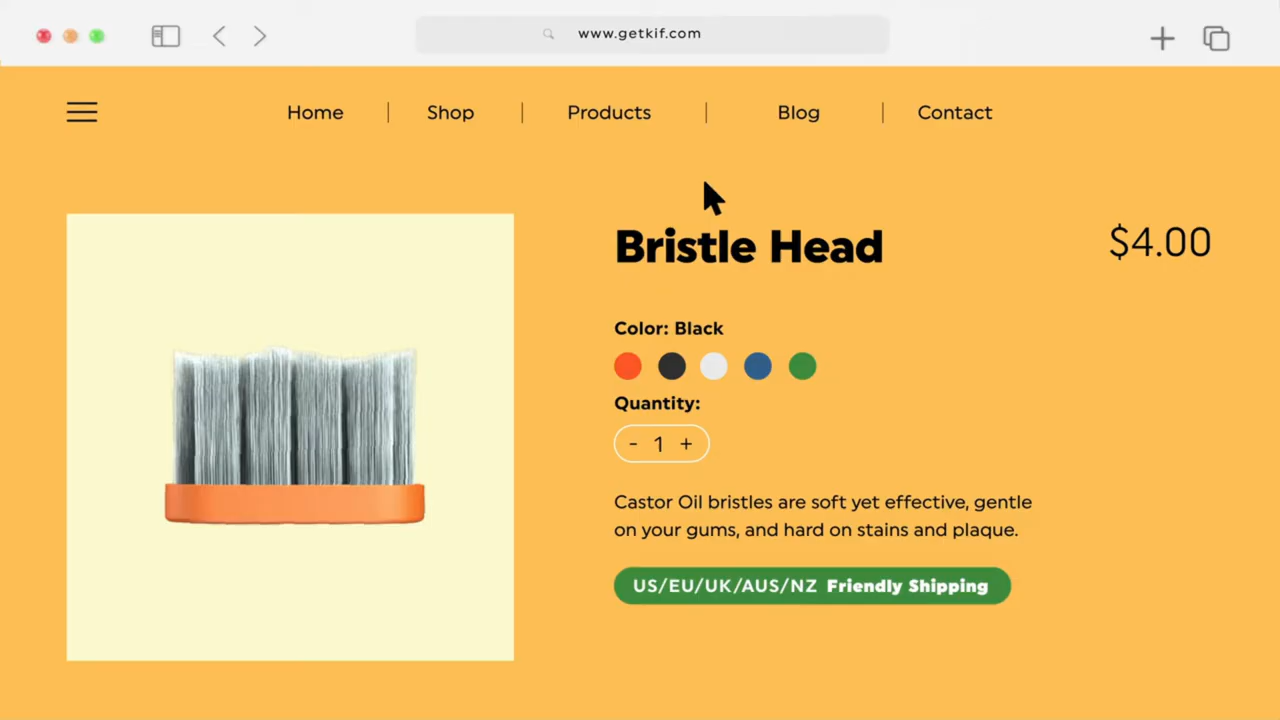 www.getkif.com
Home
Shop
Products
Blog
Contact
Bristle Head
$4.00
Color: Black
Quantity:
- 1 +
Castor Oil bristles are soft yet effective, gentle
on your gums, and hard on stains and plaque.
US/EU/UK/AUS/NZ Friendly Shipping